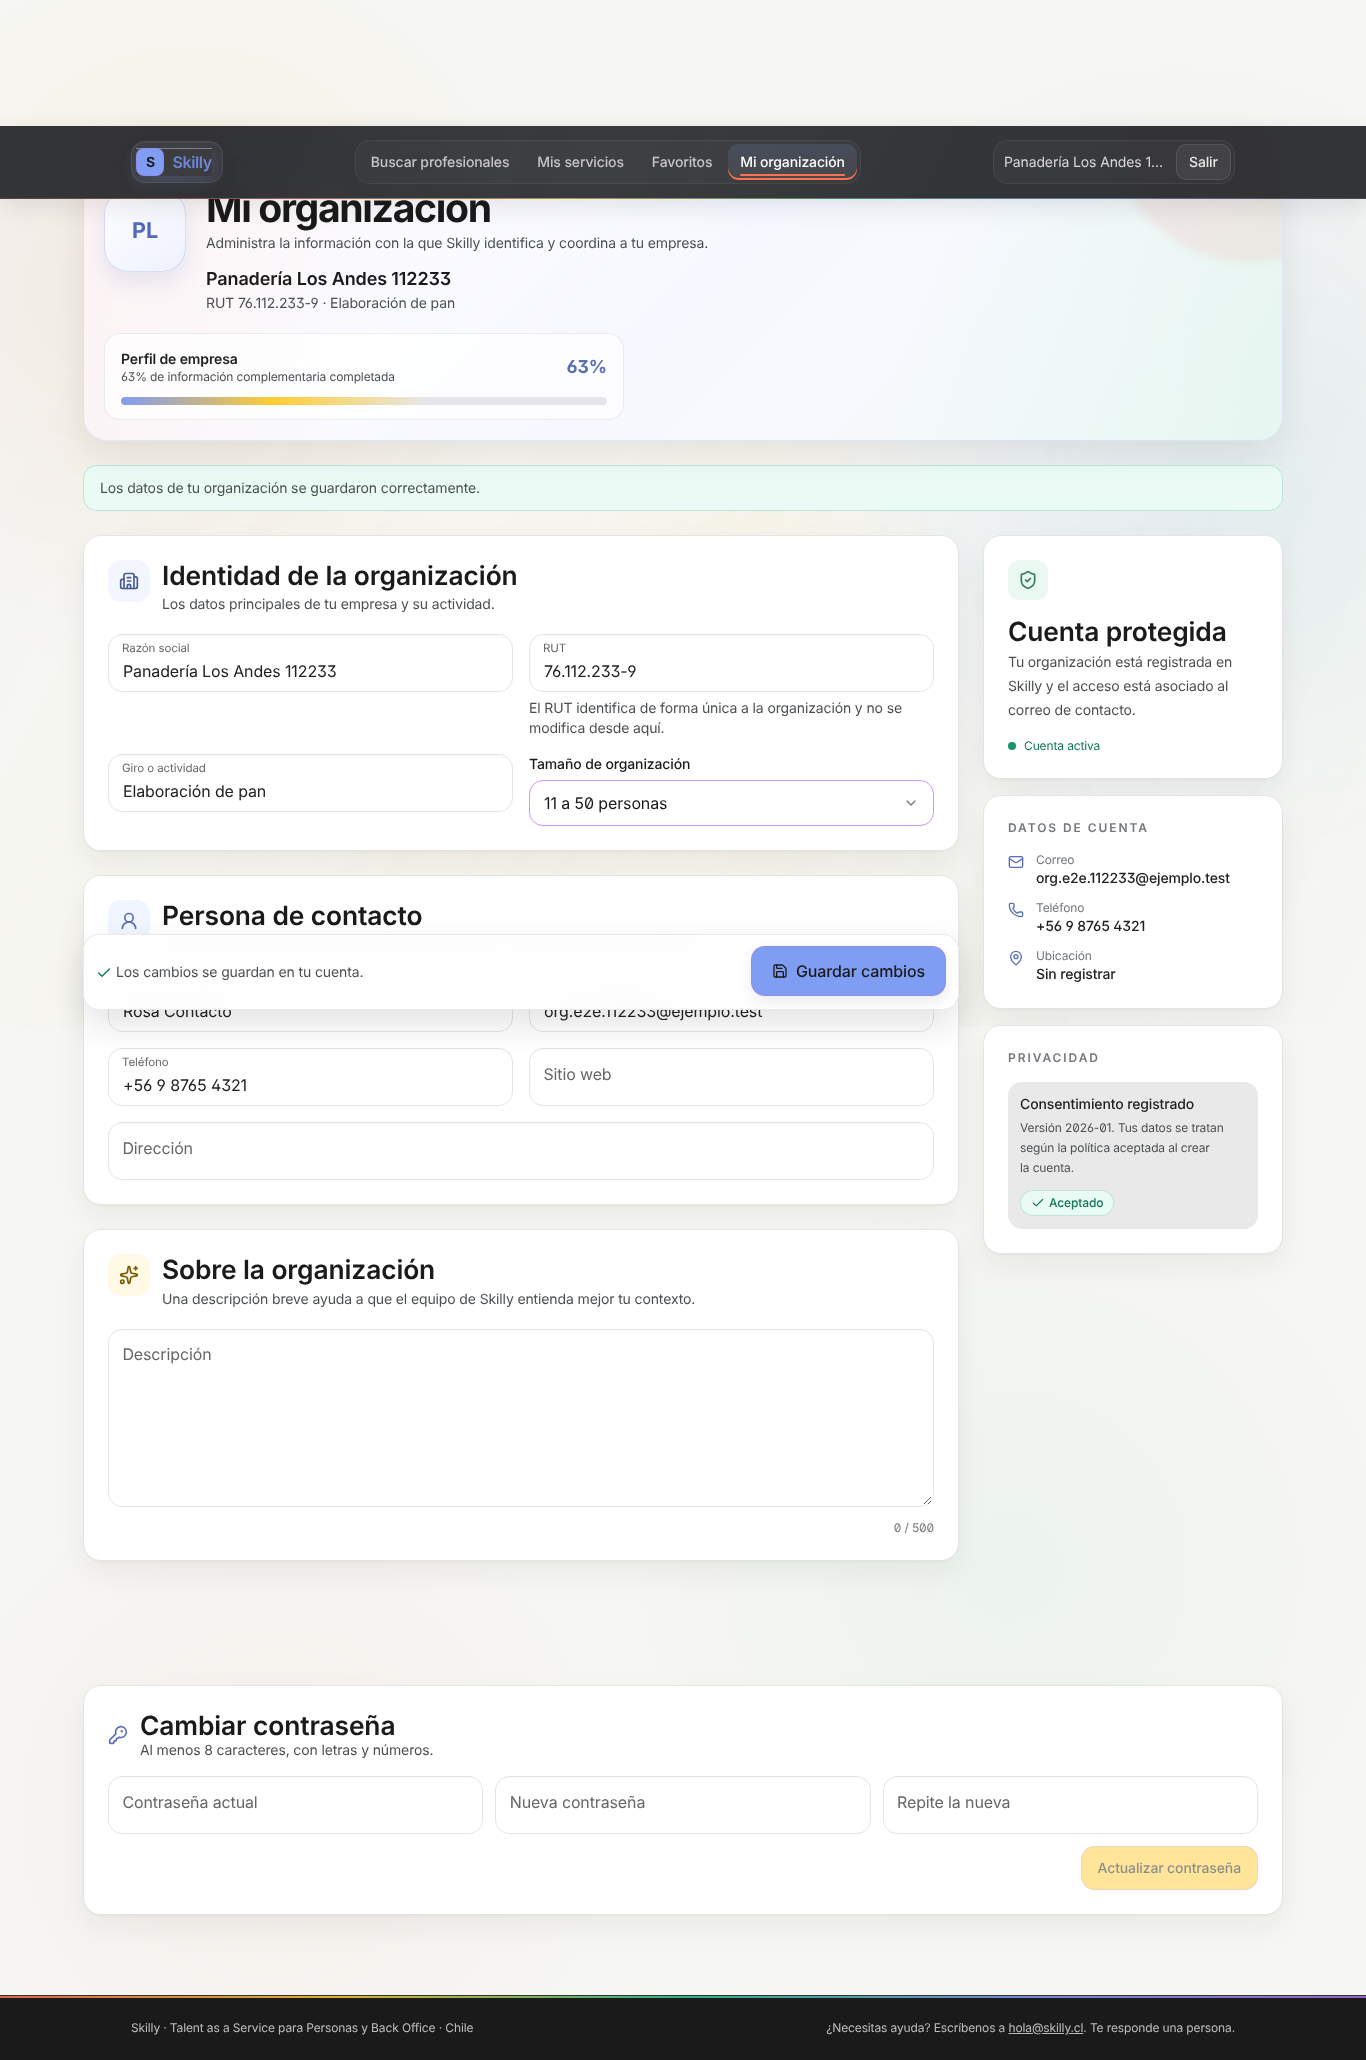 S Skilly
Buscar profesionales
Mis servicios
Favoritos
Mi organización
Panadería Los Andes 1...
Salir
PL
Mi organización
Administra la información con la que Skilly identifica y coordina a tu empresa.
Panadería Los Andes 112233
RUT 76.112.233-9 · Elaboración de pan
Perfil de empresa
63% de información complementaria completada
63%
Los datos de tu organización se guardaron correctamente.
Identidad de la organización
Los datos principales de tu empresa y su actividad.
Razón social
Panadería Los Andes 112233
RUT
76.112.233-9
El RUT identifica de forma única a la organización y no se
modifica desde aquí.
Giro o actividad
Elaboración de pan
Tamaño de organización
11 a 50 personas
Persona de contacto
Los cambios se guardan en tu cuenta.
Guardar cambios
Rosa Contacto
org.e2e.112233@ejemplo.test
Teléfono
+56 9 8765 4321
Sitio web
Dirección
Sobre la organización
Una descripción breve ayuda a que el equipo de Skilly entienda mejor tu contexto.
Descripción
0 / 500
Cuenta protegida
Tu organización está registrada en
Skilly y el acceso está asociado al
correo de contacto.
Cuenta activa
DATOS DE CUENTA
Correo
org.e2e.112233@ejemplo.test
Teléfono
+56 9 8765 4321
Ubicación
Sin registrar
PRIVACIDAD
Consentimiento registrado
Versión 2026-01. Tus datos se tratan
según la política aceptada al crear
la cuenta.
Aceptado
Cambiar contraseña
Al menos 8 caracteres, con letras y números.
Contraseña actual
Nueva contraseña
Repite la nueva
Actualizar contraseña
Skilly · Talent as a Service para Personas y Back Office · Chile
¿Necesitas ayuda? Escríbenos a hola@skilly.cl. Te responde una persona.